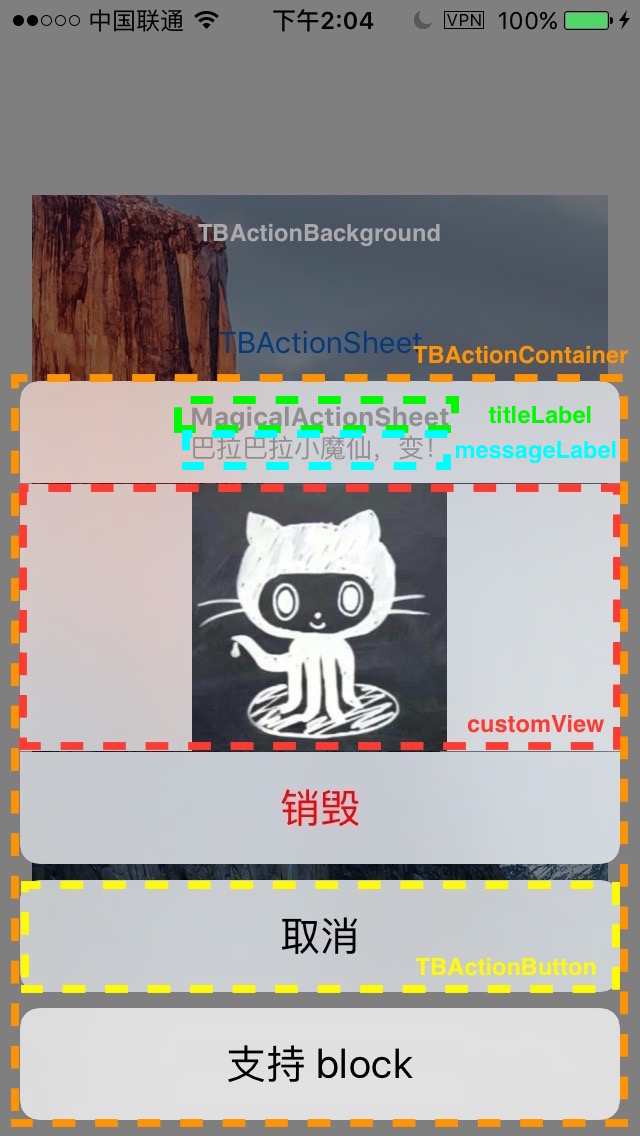 中国联通 下午2:04 VPN 100%
TBActionBackground
TBActionSheet
TBActionContainer
MagicalActionSheet titleLabel
巴拉巴拉小魔仙，变！ messageLabel
customView
销毁
取消
TBActionButton
支持 block